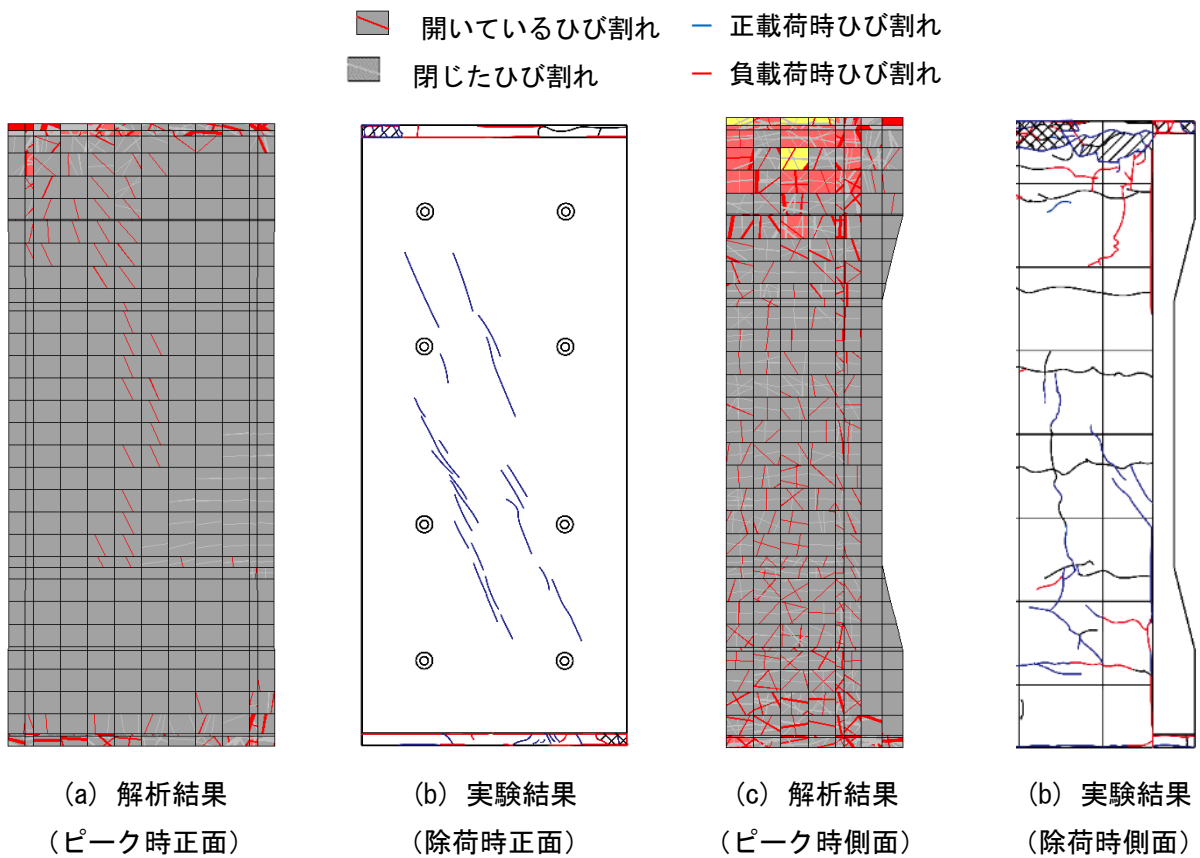 開いているひび割れ
正載荷時ひび割れ
閉じたひび割れ
負載荷時ひび割れ
(a) 解析結果
(ピーク時正面)
(b) 実験結果
(除荷時正面)
(c) 解析結果
(ピーク時側面)
(b) 実験結果
(除荷時側面)